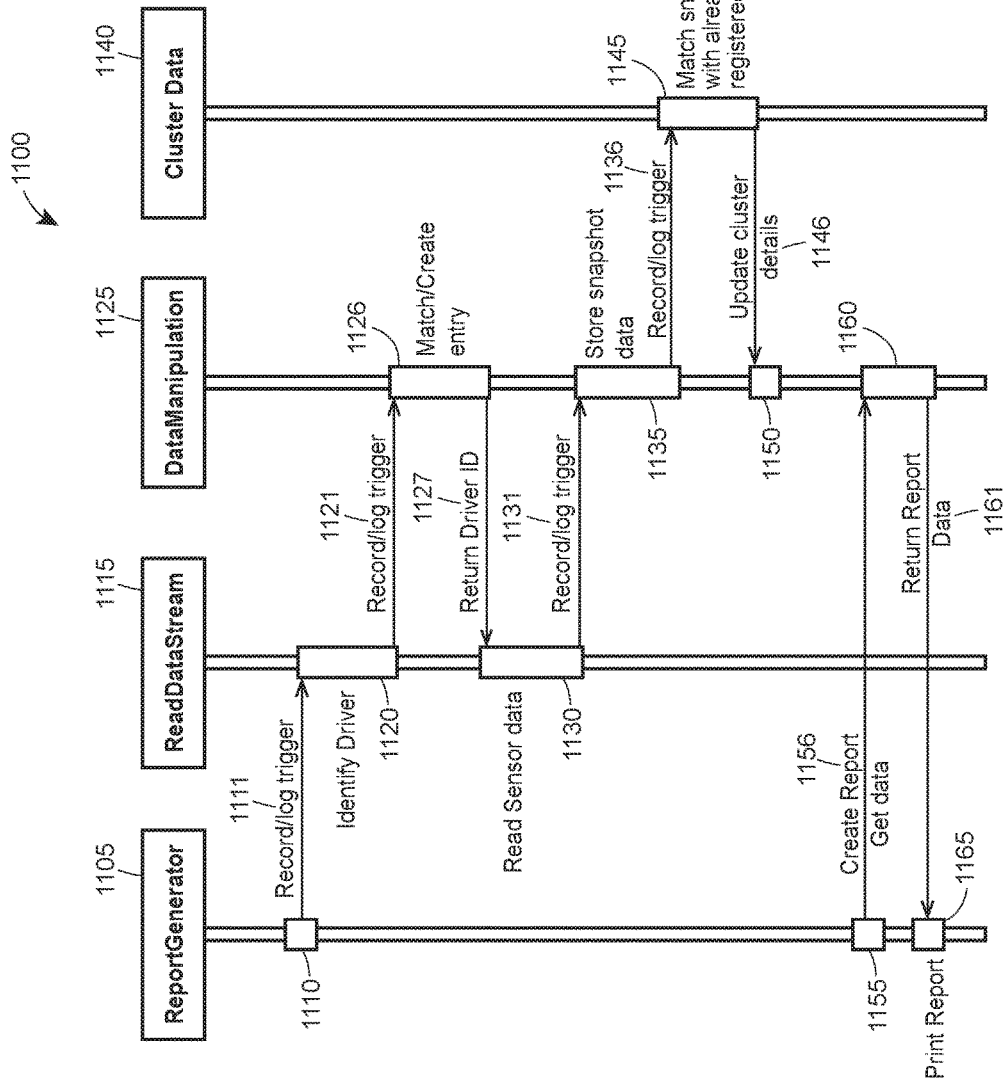 1100
1105
1115
1125
1140
ReportGenerator
ReadDataStream
DataManipulation
Cluster Data
1110
1111
Record/log trigger
Identify Driver
1120
1121
Record/log trigger
1126
Match/Create
entry
1127
Return Driver ID
Read Sensor data
1130
1131
Record/log trigger
Store snapshot
data
1135
1136
Record/log trigger
1145
Match
with
registered
Update cluster
details
1146
1150
1155
1156
Create Report
Get data
1160
Return Report
Data
1161
1165
Print Report